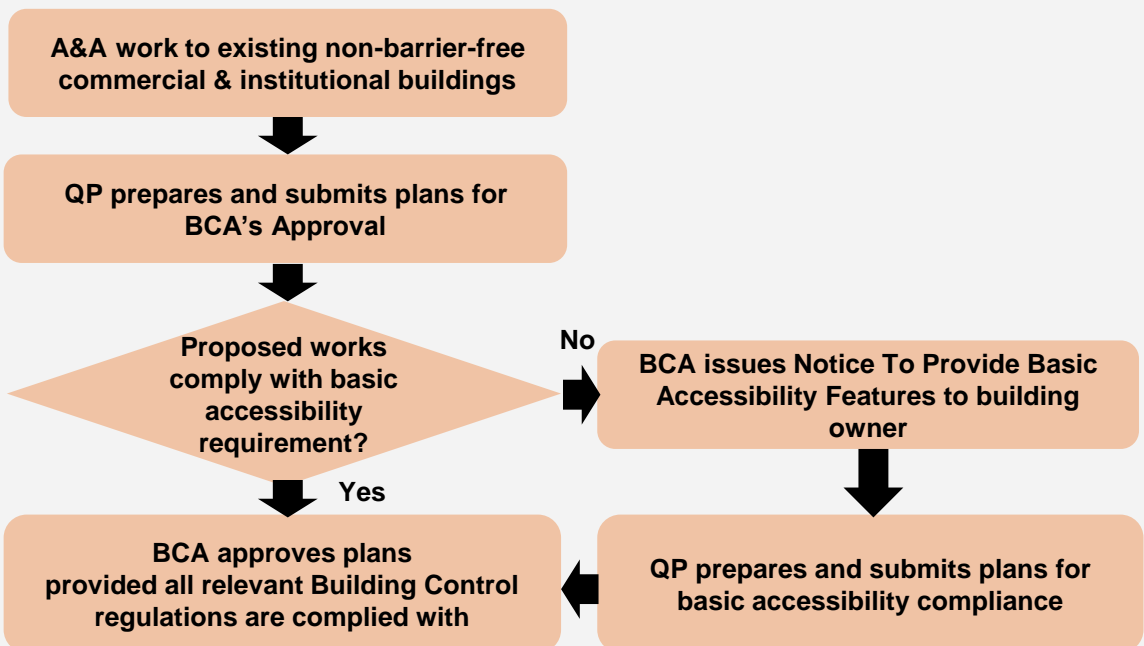 A&A work to existing non-barrier-free
commercial & institutional buildings
QP prepares and submits plans for
BCA's Approval
Proposed works
comply with basic
accessibility
requirement?
No
BCA issues Notice To Provide Basic
Accessibility Features to building
owner
Yes
BCA approves plans
provided all relevant Building Control
regulations are complied with
QP prepares and submits plans for
basic accessibility compliance